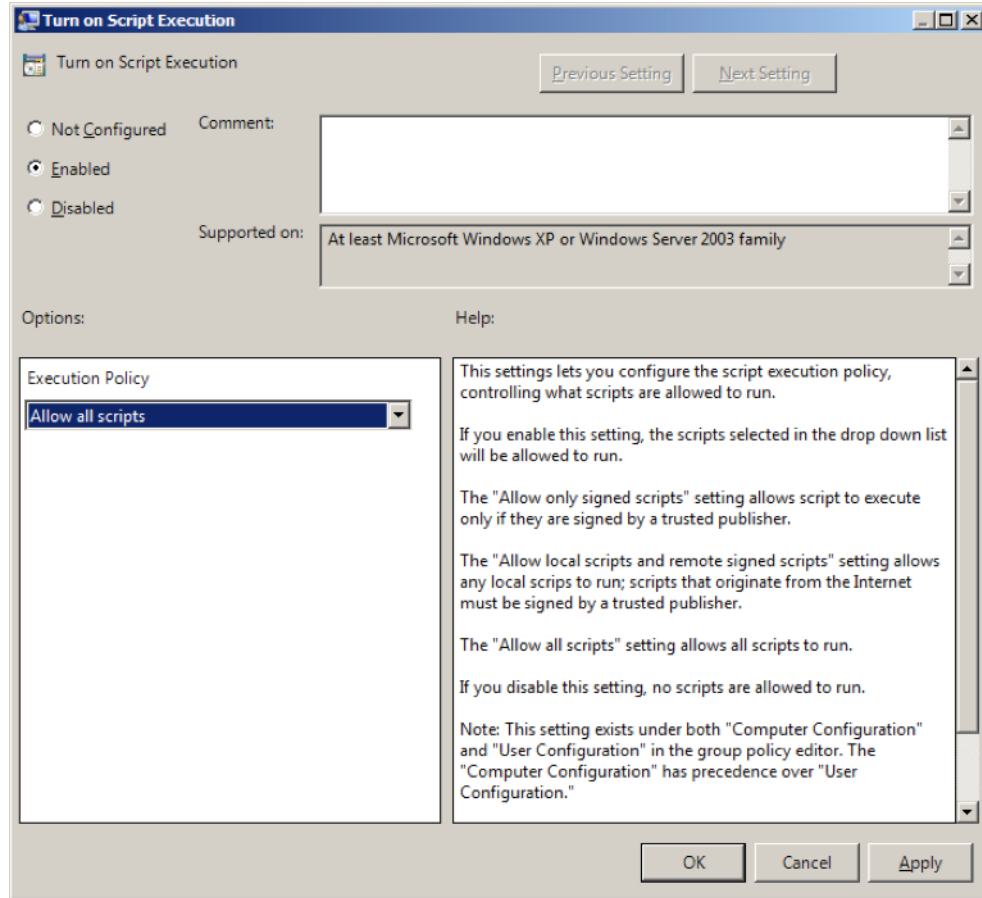 Turn on Script Execution
Turn on Script Execution
Previous Setting
Next Setting
Not Configured
Comment:
Enabled
Disabled
Supported on:
At least Microsoft Windows XP or Windows Server 2003 family
Options:
Help:
Execution Policy
Allow all scripts
This settings lets you configure the script execution policy,
controlling what scripts are allowed to run.
If you enable this setting, the scripts selected in the drop down list
will be allowed to run.
The "Allow only signed scripts" setting allows script to execute
only if they are signed by a trusted publisher.
The "Allow local scripts and remote signed scripts" setting allows
any local scrips to run; scripts that originate from the Internet
must be signed by a trusted publisher.
The "Allow all scripts" setting allows all scripts to run.
If you disable this setting, no scripts are allowed to run.
Note: This setting exists under both "Computer Configuration"
and "User Configuration" in the group policy editor. The
"Computer Configuration" has precedence over "User
Configuration."
OK
Cancel
Apply